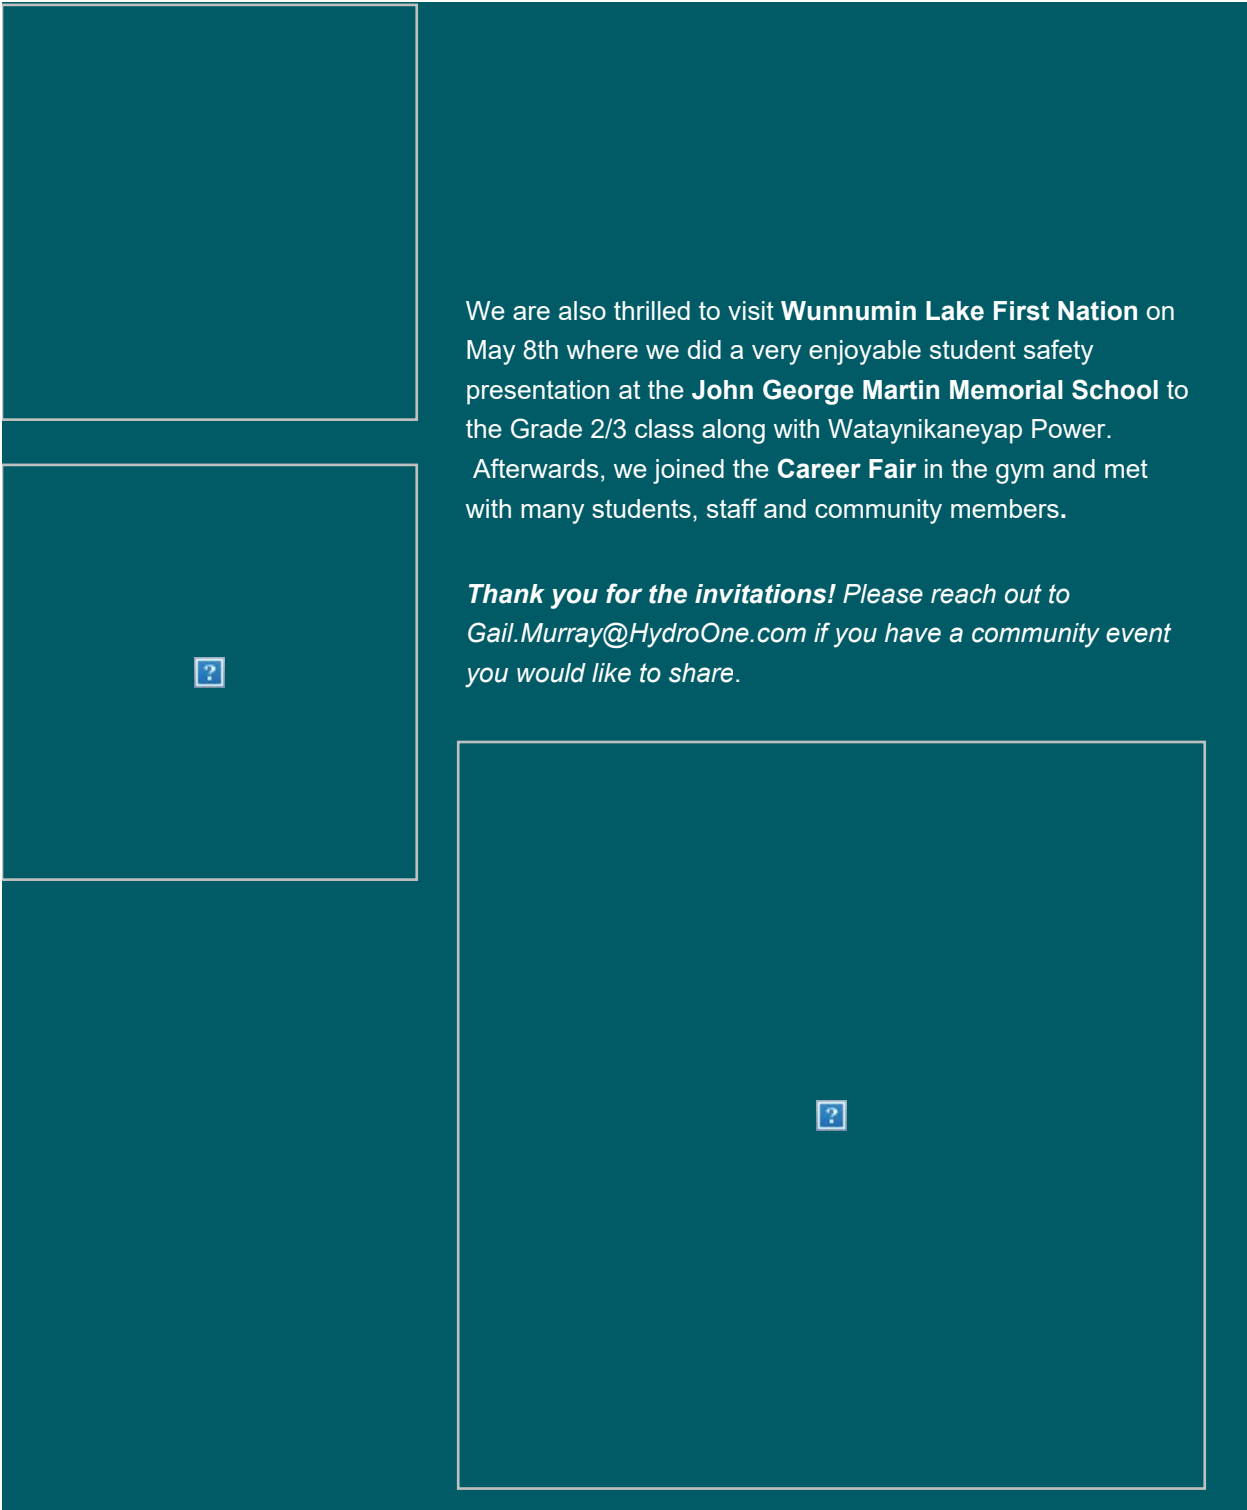 We are also thrilled to visit Wunnumin Lake First Nation on
May 8th where we did a very enjoyable student safety
presentation at the John George Martin Memorial School to
the Grade 2/3 class along with Wataynikaneyap Power.
Afterwards, we joined the Career Fair in the gym and met
with many students, staff and community members.
Thank you for the invitations! Please reach out to
Gail.Murray@HydroOne.com if you have a community event
you would like to share.